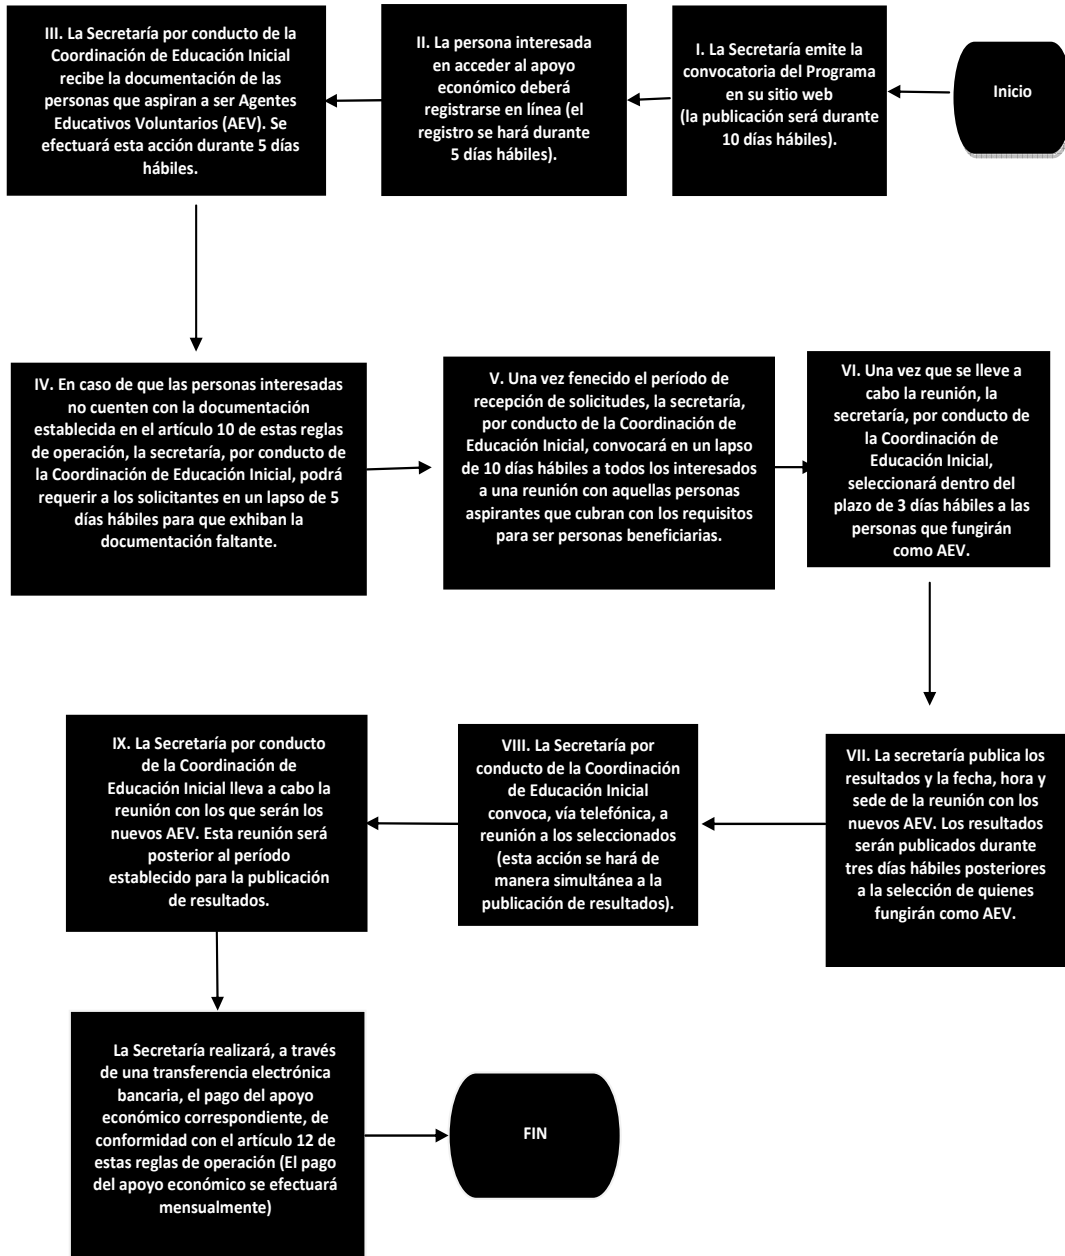 Inicio
I. La Secretaría emite la
convocatoria del Programa
en su sitio web
(la publicación será durante
10 días hábiles).
II. La persona interesada
en acceder al apoyo
económico deberá
registrarse en línea (el
registro se hará durante
5 días hábiles).
III. La Secretaría por conducto de la
Coordinación de Educación Inicial
recibe la documentación de las
personas que aspiran a ser Agentes
Educativos Voluntarios (AEV). Se
efectuará esta acción durante 5 días
hábiles.
IV. En caso de que las personas interesadas
no cuenten con la documentación
establecida en el artículo 10 de estas reglas
de operación, la secretaría, por conducto de
la Coordinación de Educación Inicial, podrá
requerir a los solicitantes en un lapso de 5
días hábiles para que exhiban la
documentación faltante.
V. Una vez fenecido el período de
recepción de solicitudes, la secretaría,
por conducto de la Coordinación de
Educación Inicial, convocará en un lapso
de 10 días hábiles a todos los interesados
a una reunión con aquellas personas
aspirantes que cubran con los requisitos
para ser personas beneficiarias.
VI. Una vez que se lleve a
cabo la reunión, la
secretaría, por conducto de
la Coordinación de
Educación Inicial,
seleccionará dentro del
plazo de 3 días hábiles a las
personas que fungirán
como AEV.
VII. La secretaría publica los
resultados y la fecha, hora y
sede de la reunión con los
nuevos AEV. Los resultados
serán publicados durante
tres días hábiles posteriores
a la selección de quienes
fungirán como AEV.
VIII. La Secretaría por
conducto de la Coordinación
de Educación Inicial
convoca, vía telefónica, a
reunión a los seleccionados
(esta acción se hará de
manera simultánea a la
publicación de resultados).
IX. La Secretaría por conducto
de la Coordinación de
Educación Inicial lleva a cabo la
reunión con los que serán los
nuevos AEV. Esta reunión será
posterior al período
establecido para la publicación
de resultados.
La Secretaría realizará, a través
de una transferencia electrónica
bancaria, el pago del apoyo
económico correspondiente, de
conformidad con el artículo 12 de
estas reglas de operación (El pago
del apoyo económico se efectuará
mensualmente)
FIN